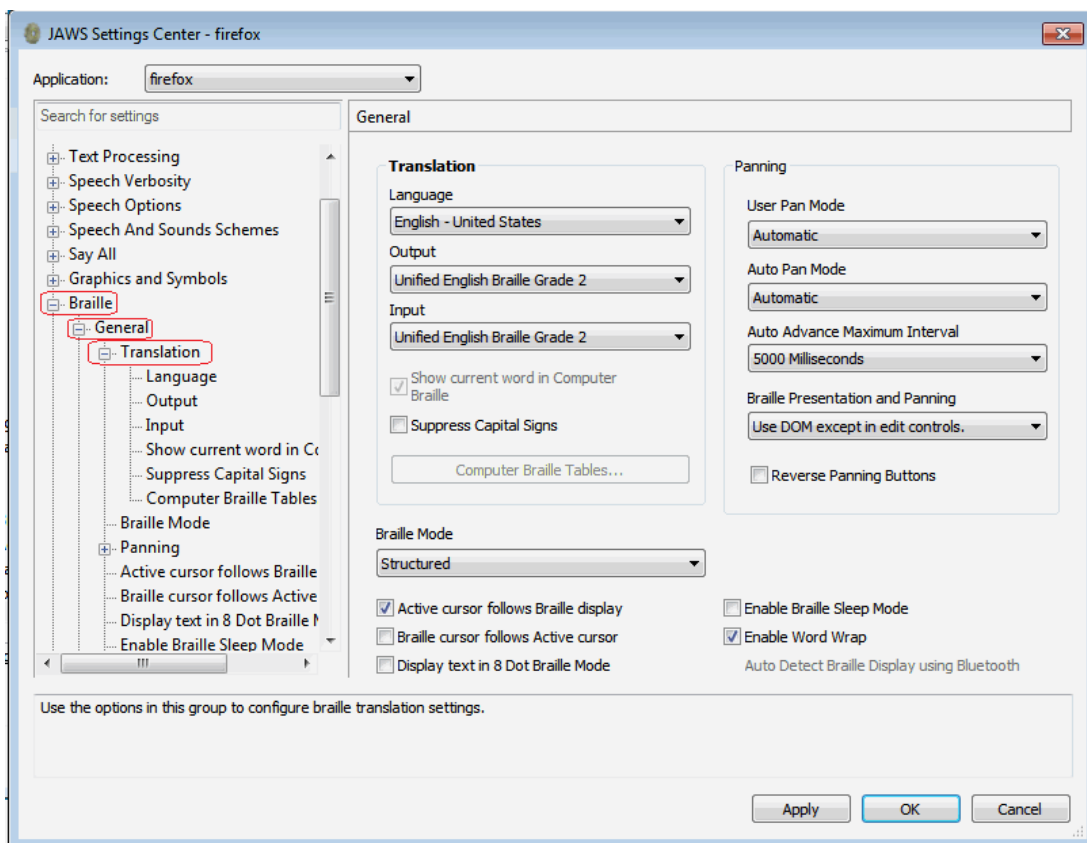 JAWS Settings Center - firefox
Application: firefox
Search for settings
Text Processing
Speech Verbosity
Speech Options
Speech And Sounds Schemes
Say All
Graphics and Symbols
Braille
General
Translation
Language
Output
Input
Show current word in Co
Suppress Capital Signs
Computer Braille Tables
Braille Mode
Panning
Active cursor follows Braille
Braille cursor follows Active
Display text in 8 Dot Braille M
Enable Braille Sleep Mode
General
Translation
Language
English - United States
Output
Unified English Braille Grade 2
Input
Unified English Braille Grade 2
Show current word in Computer
Braille
Suppress Capital Signs
Computer Braille Tables...
Panning
User Pan Mode
Automatic
Auto Pan Mode
Automatic
Auto Advance Maximum Interval
5000 Milliseconds
Braille Presentation and Panning
Use DOM except in edit controls.
Reverse Panning Buttons
Braille Mode
Structured
Active cursor follows Braille display
Braille cursor follows Active cursor
Display text in 8 Dot Braille Mode
Enable Braille Sleep Mode
Enable Word Wrap
Auto Detect Braille Display using Bluetooth
Use the options in this group to configure braille translation settings.
Apply OK Cancel